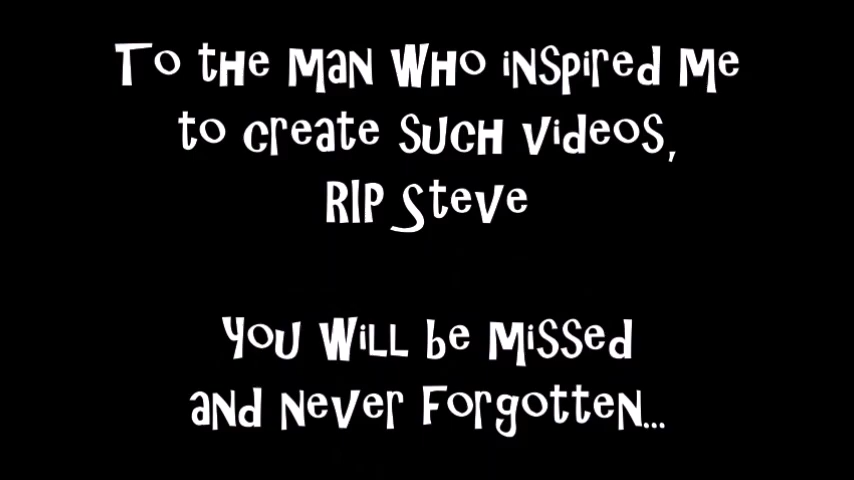 To the Man Who inspired Me
to create such videos,
RIP Steve
You Will be Missed
and Never Forgotten...